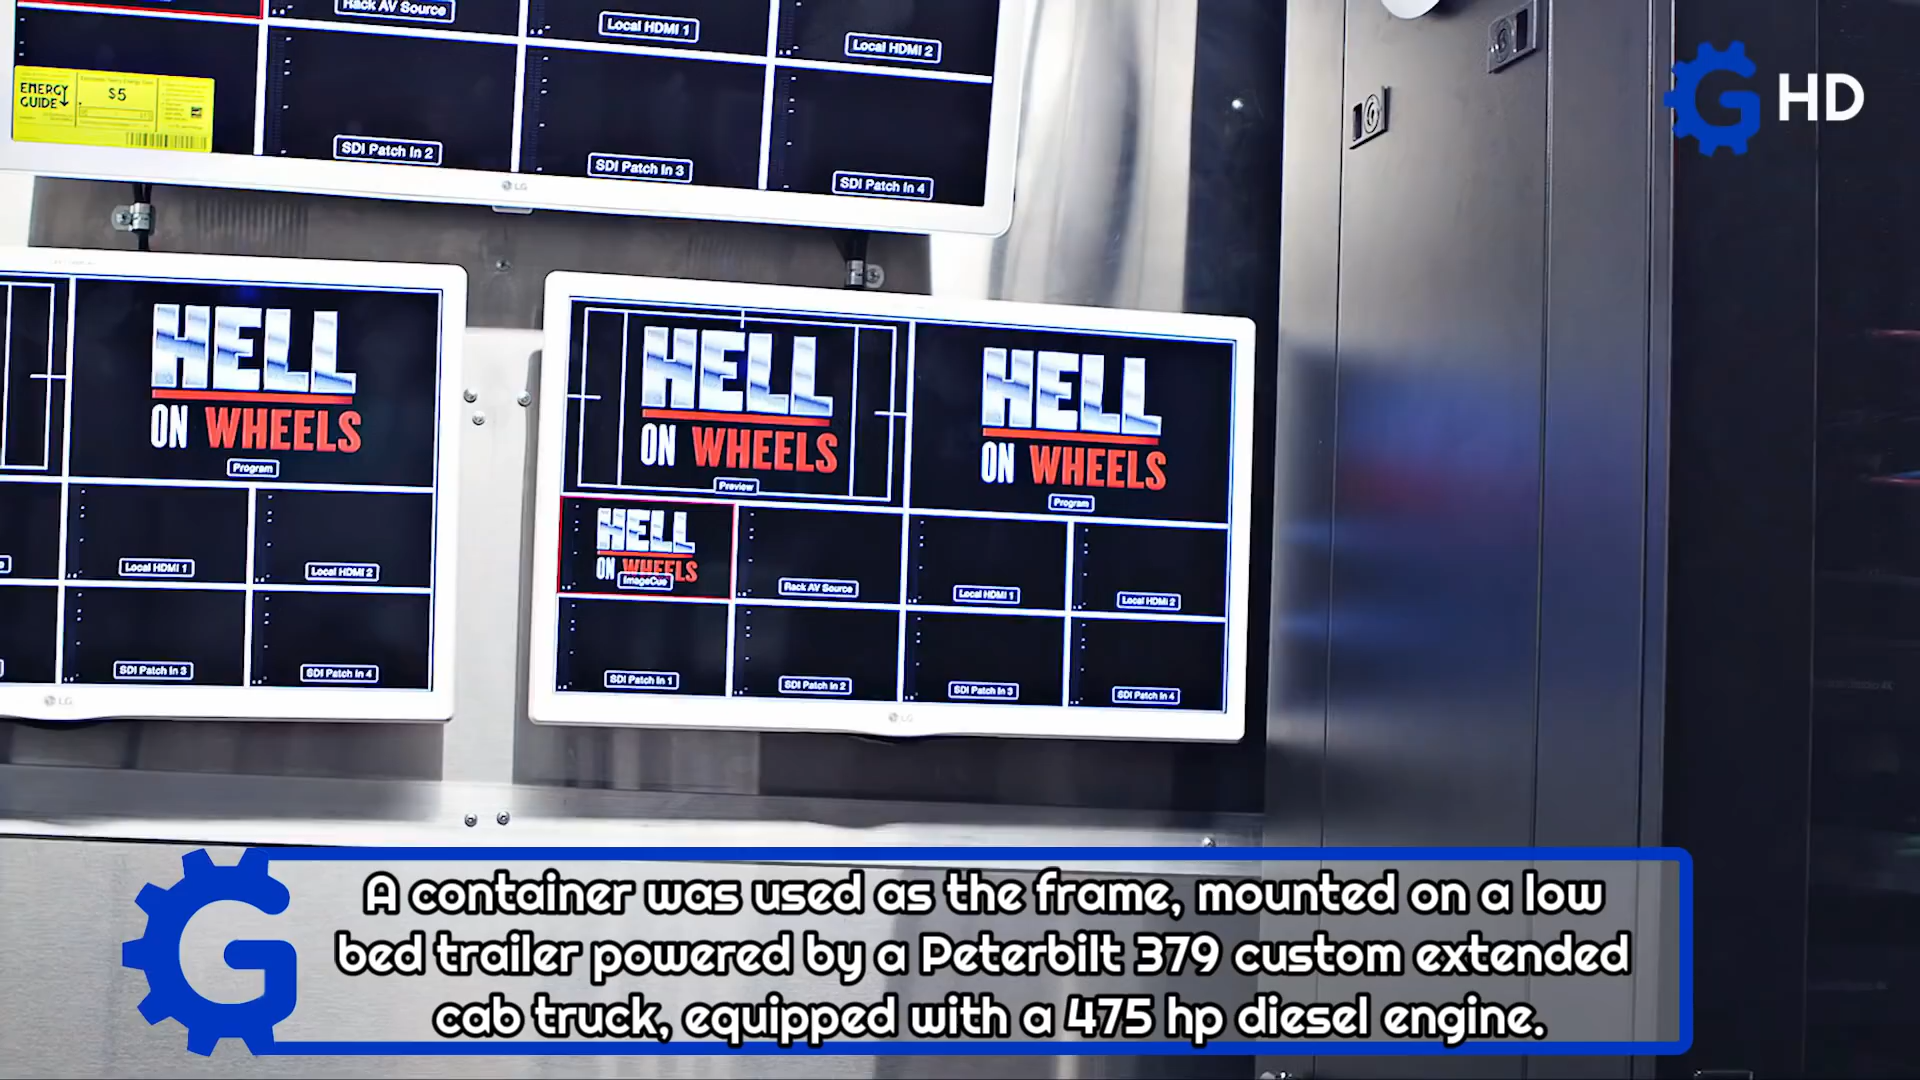 Rack AV Source
Local HDMI 1
Local HDMI 2
ENERGY
GUIDE
$5
SDI Patch In 2
SDI Patch In 3
SDI Patch In 4
LG
G HD
HELL
ON WHEELS
Program
Local HDMI 1
Local HDMI 2
SDI Patch In 3
SDI Patch In 4
LG
HELL
ON WHEELS
Preview
HELL
ON WHEELS
Program
HELL
ON WHEELS
ImageCue
Rack AV Source
Local HDMI 1
Local HDMI 2
SDI Patch In 1
SDI Patch In 2
SDI Patch In 3
SDI Patch In 4
LG
G
A container was used as the frame, mounted on a low
bed trailer powered by a Peterbilt 379 custom extended
cab truck, equipped with a 475 hp diesel engine.